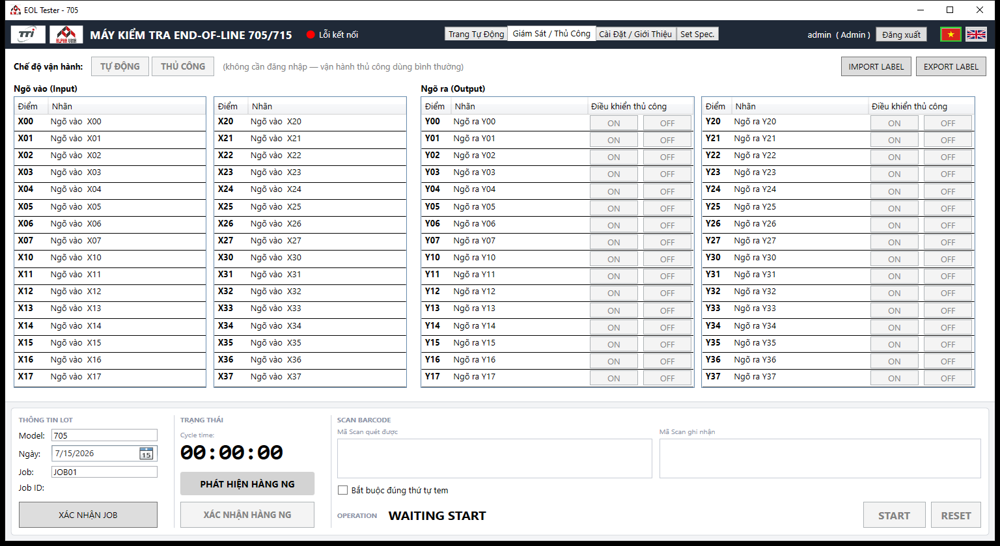 EOL Tester - 705
TTI ALPHA VINA MÁY KIỂM TRA END-OF-LINE 705/715 Lỗi kết nối Trang Tự Động Giám Sát / Thủ Công Cài Đặt / Giới Thiệu Set Spec. admin ( Admin ) Đăng xuất
Chế độ vận hành: TỰ ĐỘNG THỦ CÔNG (không cần đăng nhập — vận hành thủ công dùng bình thường) IMPORT LABEL EXPORT LABEL
Ngõ vào (Input) Ngõ ra (Output)
Điểm Nhãn Điểm Nhãn Điểm Nhãn Điều khiển thủ công Điểm Nhãn Điều khiển thủ công
X00 Ngõ vào X00 X20 Ngõ vào X20 Y00 Ngõ ra Y00 ON OFF Y20 Ngõ ra Y20 ON OFF
X01 Ngõ vào X01 X21 Ngõ vào X21 Y01 Ngõ ra Y01 ON OFF Y21 Ngõ ra Y21 ON OFF
X02 Ngõ vào X02 X22 Ngõ vào X22 Y02 Ngõ ra Y02 ON OFF Y22 Ngõ ra Y22 ON OFF
X03 Ngõ vào X03 X23 Ngõ vào X23 Y03 Ngõ ra Y03 ON OFF Y23 Ngõ ra Y23 ON OFF
X04 Ngõ vào X04 X24 Ngõ vào X24 Y04 Ngõ ra Y04 ON OFF Y24 Ngõ ra Y24 ON OFF
X05 Ngõ vào X05 X25 Ngõ vào X25 Y05 Ngõ ra Y05 ON OFF Y25 Ngõ ra Y25 ON OFF
X06 Ngõ vào X06 X26 Ngõ vào X26 Y06 Ngõ ra Y06 ON OFF Y26 Ngõ ra Y26 ON OFF
X07 Ngõ vào X07 X27 Ngõ vào X27 Y07 Ngõ ra Y07 ON OFF Y27 Ngõ ra Y27 ON OFF
X10 Ngõ vào X10 X30 Ngõ vào X30 Y10 Ngõ ra Y10 ON OFF Y30 Ngõ ra Y30 ON OFF
X11 Ngõ vào X11 X31 Ngõ vào X31 Y11 Ngõ ra Y11 ON OFF Y31 Ngõ ra Y31 ON OFF
X12 Ngõ vào X12 X32 Ngõ vào X32 Y12 Ngõ ra Y12 ON OFF Y32 Ngõ ra Y32 ON OFF
X13 Ngõ vào X13 X33 Ngõ vào X33 Y13 Ngõ ra Y13 ON OFF Y33 Ngõ ra Y33 ON OFF
X14 Ngõ vào X14 X34 Ngõ vào X34 Y14 Ngõ ra Y14 ON OFF Y34 Ngõ ra Y34 ON OFF
X15 Ngõ vào X15 X35 Ngõ vào X35 Y15 Ngõ ra Y15 ON OFF Y35 Ngõ ra Y35 ON OFF
X16 Ngõ vào X16 X36 Ngõ vào X36 Y16 Ngõ ra Y16 ON OFF Y36 Ngõ ra Y36 ON OFF
X17 Ngõ vào X17 X37 Ngõ vào X37 Y17 Ngõ ra Y17 ON OFF Y37 Ngõ ra Y37 ON OFF
THÔNG TIN LOT
Model: 705
Ngày: 7/15/2026 15
Job: JOB01
Job ID:
XÁC NHẬN JOB
TRẠNG THÁI
Cycle time:
00:00:00
PHÁT HIỆN HÀNG NG
XÁC NHẬN HÀNG NG
SCAN BARCODE
Mã Scan quét được Mã Scan ghi nhận
Bắt buộc đúng thứ tự tem
OPERATION WAITING START START RESET